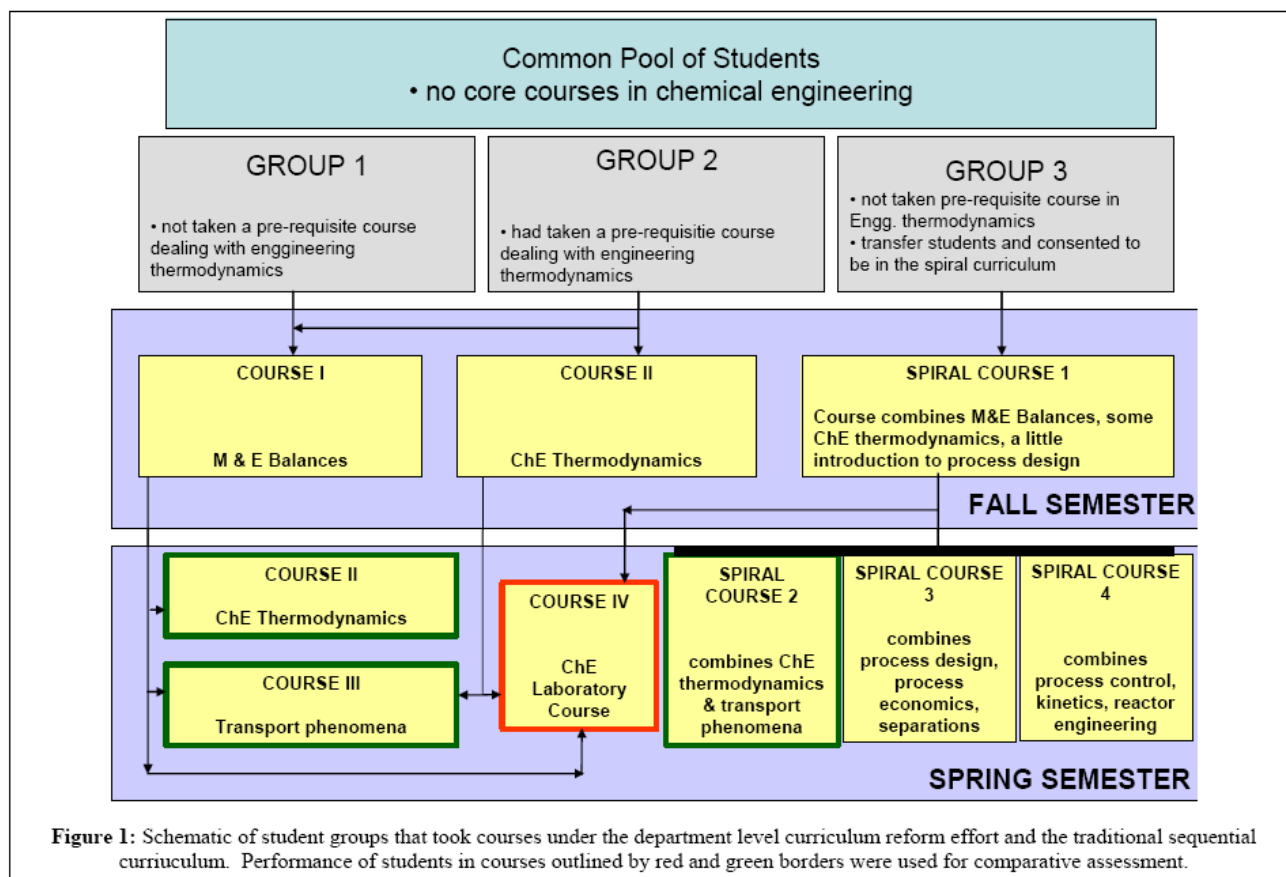 Common Pool of Students
• no core courses in chemical engineering
GROUP 1
• not taken a pre-requisite course
dealing with enggineering
thermodynamics
GROUP 2
• had taken a pre-requisitie course
dealing with engineering
thermodynamics
GROUP 3
• not taken pre-requisite course in
Engg. thermodynamics
• transfer students and consented to
be in the spiral curriculum
COURSE I
M & E Balances
COURSE II
ChE Thermodynamics
SPIRAL COURSE 1
Course combines M&E Balances, some
ChE thermodynamics, a little
introduction to process design
FALL SEMESTER
COURSE II
ChE Thermodynamics
COURSE III
Transport phenomena
COURSE IV
ChE
Laboratory
Course
SPIRAL
COURSE 2
combines ChE
thermodynamics
& transport
phenomena
SPIRAL COURSE
3
combines
process design,
process
economics,
separations
SPIRAL COURSE
4
combines
process control,
kinetics, reactor
engineering
SPRING SEMESTER
Figure 1: Schematic of student groups that took courses under the department level curriculum reform effort and the traditional sequential
curriuculum. Performance of students in courses outlined by red and green borders were used for comparative assessment.